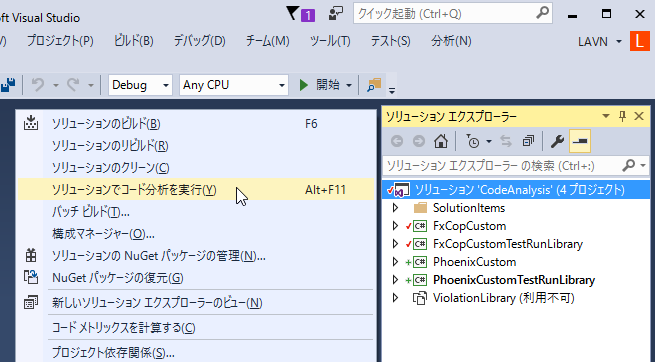 soft Visual Studio
1
クイック起動 (Ctrl+Q)
V) プロジェクト(P) ビルド(B) デバッグ(D) チーム(M) ツール(T) テスト(S) 分析(N) LAVN L
Debug Any CPU 開始
ソリューションのビルド(B) F6
ソリューションのリビルド(R)
ソリューションのクリーン(C)
ソリューションでコード分析を実行(Y) Alt+F11
バッチ ビルド(T)...
構成マネージャー(O)...
ソリューションの NuGet パッケージの管理(N)...
NuGet パッケージの復元(G)
新しいソリューション エクスプローラーのビュー(N)
コード メトリックスを計算する(C)
プロジェクト依存関係(S)...
ソリューション エクスプローラー
ソリューション エクスプローラー の検索 (Ctrl+:)
ソリューション 'CodeAnalysis' (4 プロジェクト)
SolutionItems
C# FxCopCustom
C# FxCopCustomTestRunLibrary
C# PhoenixCustom
C# PhoenixCustomTestRunLibrary
ViolationLibrary (利用不可)